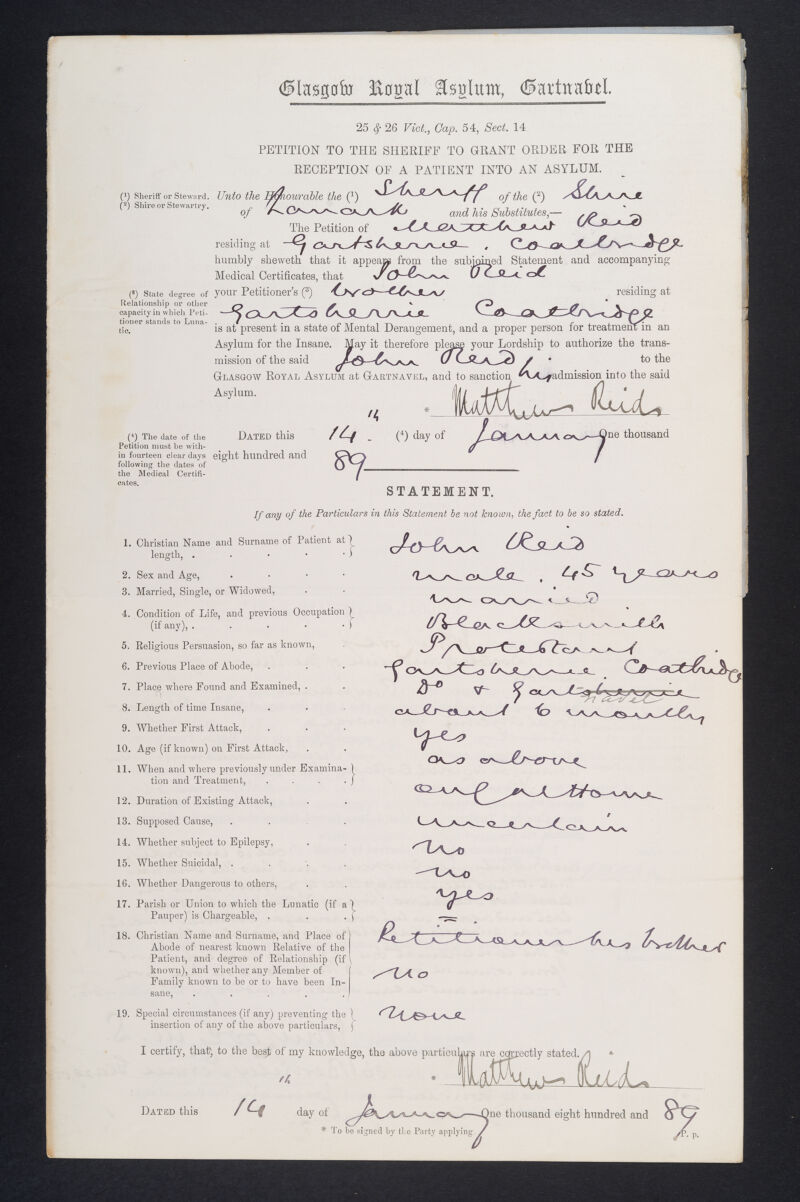 Glasgow Royal Asylum, Gartnabel.
25 & 26 Vict., Cap. 54, Sect. 14
PETITION TO THE SHERIFF TO GRANT ORDER FOR THE
RECEPTION OF A PATIENT INTO AN ASYLUM.
(1) Sheriff or Steward.
(2) Shire or Stewartry.
Unto the Honourable the (1) Sheriff of the (2) Shire
of Lanark and his Substitutes,—
The Petition of Matthew Reid
residing at Gartsherrie. Coatbridge
humbly sheweth that it appears from the subjoined Statement and accompanying
Medical Certificates, that John Reid
(3) State degree of
Relationship or other
capacity in which Peti-
tioner stands to Luna-
tic.
your Petitioner's (3) brother residing at
Gartsherrie Coatbridge
is at present in a state of Mental Derangement, and a proper person for treatment in an
Asylum for the Insane. May it therefore please your Lordship to authorize the trans-
mission of the said John Reid to the
GLASGOW ROYAL ASYLUM at GARTNAVEL, and to sanction his admission into the said
Asylum.
* Matthew Reid
(4) The date of the
Petition must be with-
in fourteen clear days
following the dates of
the Medical Certifi-
cates.
DATED this 14th (4) day of January One thousand
eight hundred and 89
STATEMENT.
If any of the Particulars in this Statement be not known, the fact to be so stated.
1. Christian Name and Surname of Patient at
length, . . . . . John Reid
2. Sex and Age, . . . . male. 45 years
3. Married, Single, or Widowed, . . married
4. Condition of Life, and previous Occupation
(if any), . . . . . Blacksmith
5. Religious Persuasion, so far as known, Protestant
6. Previous Place of Abode, . . . Gartsherrie. Coatbridge
7. Place where Found and Examined, . . Do & Gartsherrie
navel
8. Length of time Insane, . . . about 6 months
9. Whether First Attack, . . . yes
10. Age (if known) on First Attack, . . as above
11. When and where previously under Examina-
tion and Treatment, . . . . only at Home
12. Duration of Existing Attack, . .
13. Supposed Cause, . . . . uncertain
14. Whether subject to Epilepsy, . . No
15. Whether Suicidal, . . . . no
16. Whether Dangerous to others, . . yes
17. Parish or Union to which the Lunatic (if a
Pauper) is Chargeable, . . .
18. Christian Name and Surname, and Place of
Abode of nearest known Relative of the
Patient, and degree of Relationship (if
known), and whether any Member of
Family known to be or to have been In-
sane, . . . . .
Petitioner his brother
no
19. Special circumstances (if any) preventing the
insertion of any of the above particulars, none
I certify, that, to the best of my knowledge, the above particulars are correctly stated.
* Matthew Reid
DATED this 14th day of January One thousand eight hundred and 89
* To be signed by the Party applying
P. p.